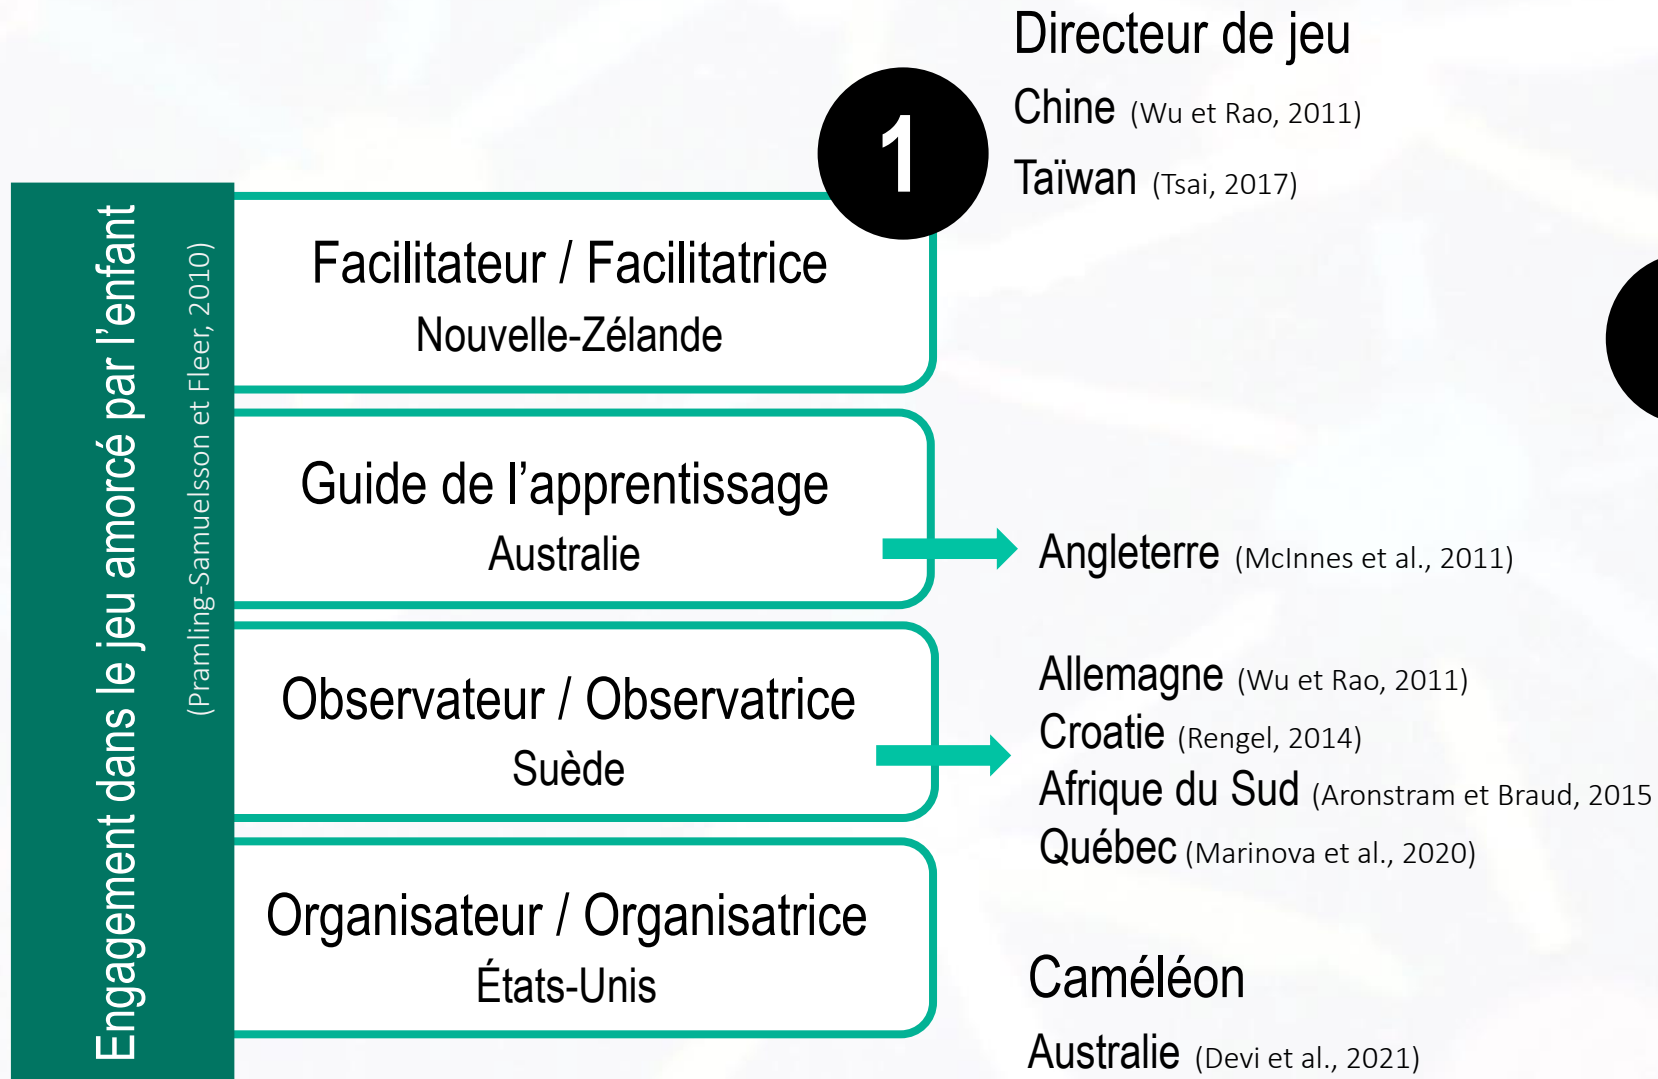 Engagement dans le jeu amorcé par l'enfant
(Pramling-Samuelsson et Fleer, 2010)
1
Facilitateur / Facilitatrice
Nouvelle-Zélande
Guide de l'apprentissage
Australie
Observateur / Observatrice
Suède
Organisateur / Organisatrice
États-Unis
Directeur de jeu
Chine (Wu et Rao, 2011)
Taïwan (Tsai, 2017)
Angleterre (McInnes et al., 2011)
Allemagne (Wu et Rao, 2011)
Croatie (Rengel, 2014)
Afrique du Sud (Aronstram et Braud, 2015
Québec (Marinova et al., 2020)
Caméléon
Australie (Devi et al., 2021)